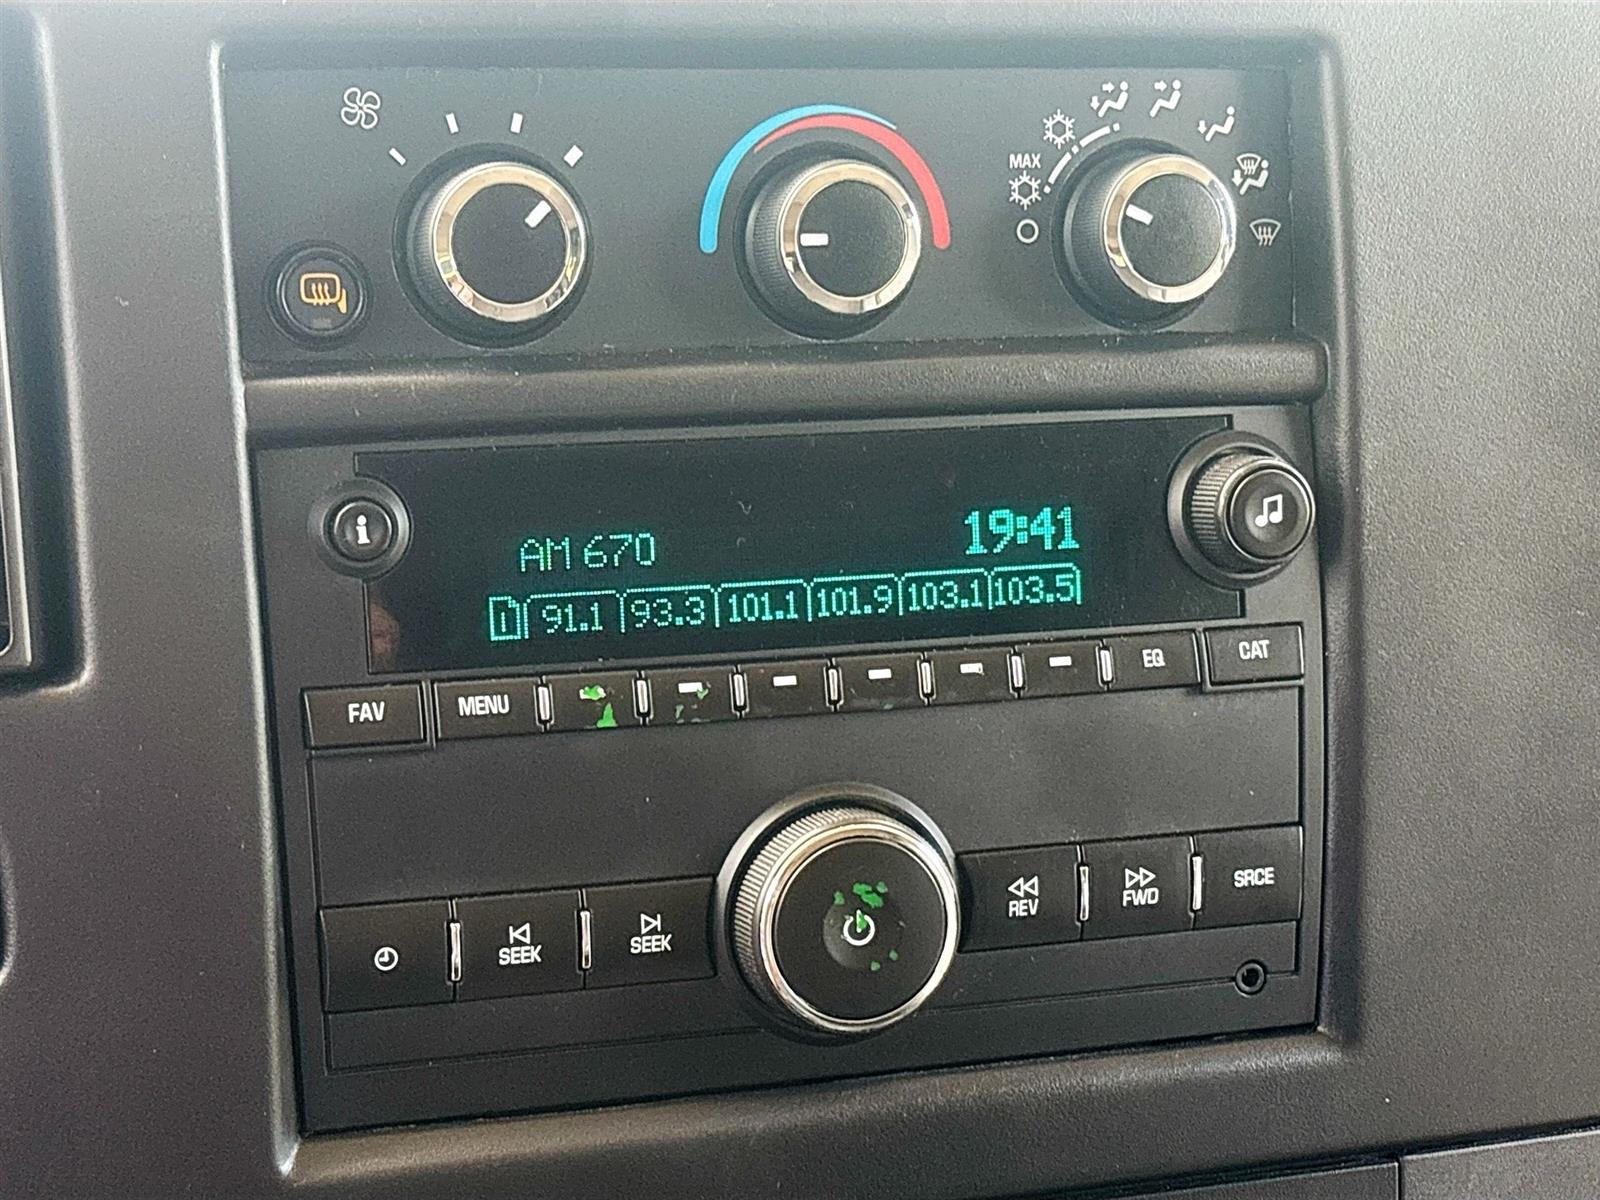 MAX
AM 670 19:41
1 91.1 93.3 101.1 101.9 103.1 103.5
i
FAV MENU EQ CAT
SEEK SEEK REV FWD SRCE